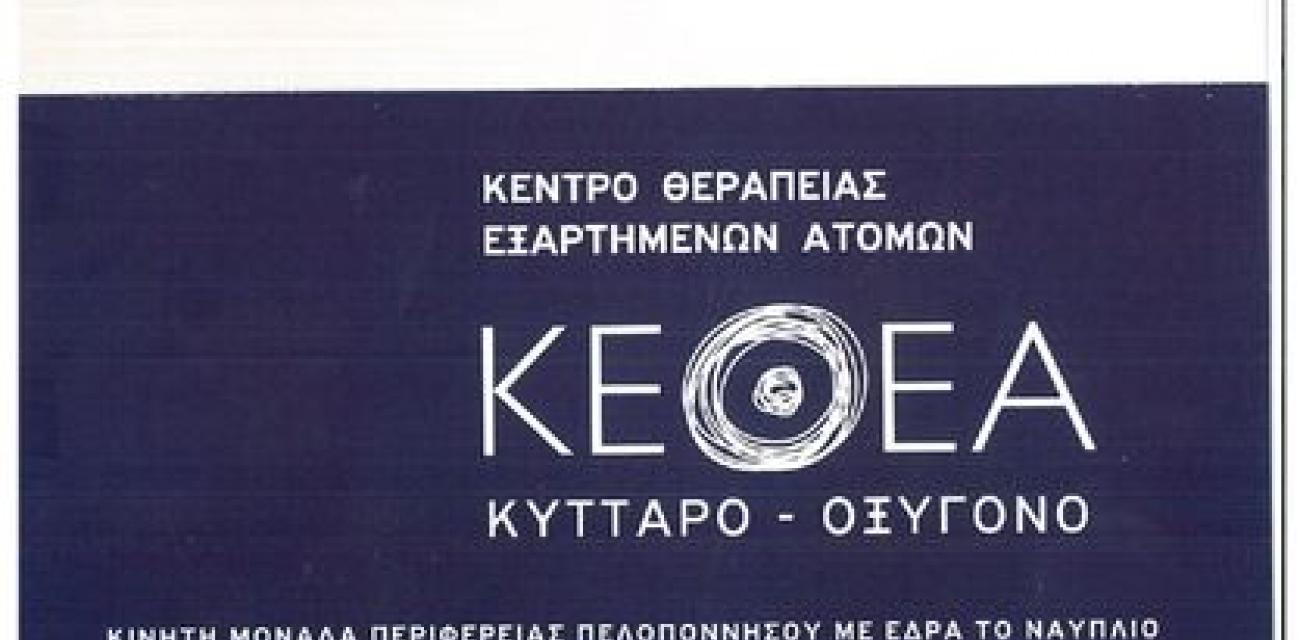 ΚΕΝΤΡΟ ΘΕΡΑΠΕΙΑΣ
ΕΞΑΡΤΗΜΕΝΩΝ ΑΤΟΜΩΝ
ΚΕΘΕΑ
ΚΥΤΤΑΡΟ - ΟΞΥΓΟΝΟ
ΚΙΝΗΤΗ ΜΟΝΑΔΑ ΠΕΡΙΦΕΡΕΙΑΣ ΠΕΛΟΠΟΝΝΗΣΟΥ ΜΕ ΕΔΡΑ ΤΟ ΝΑΥΠΛΙΟ